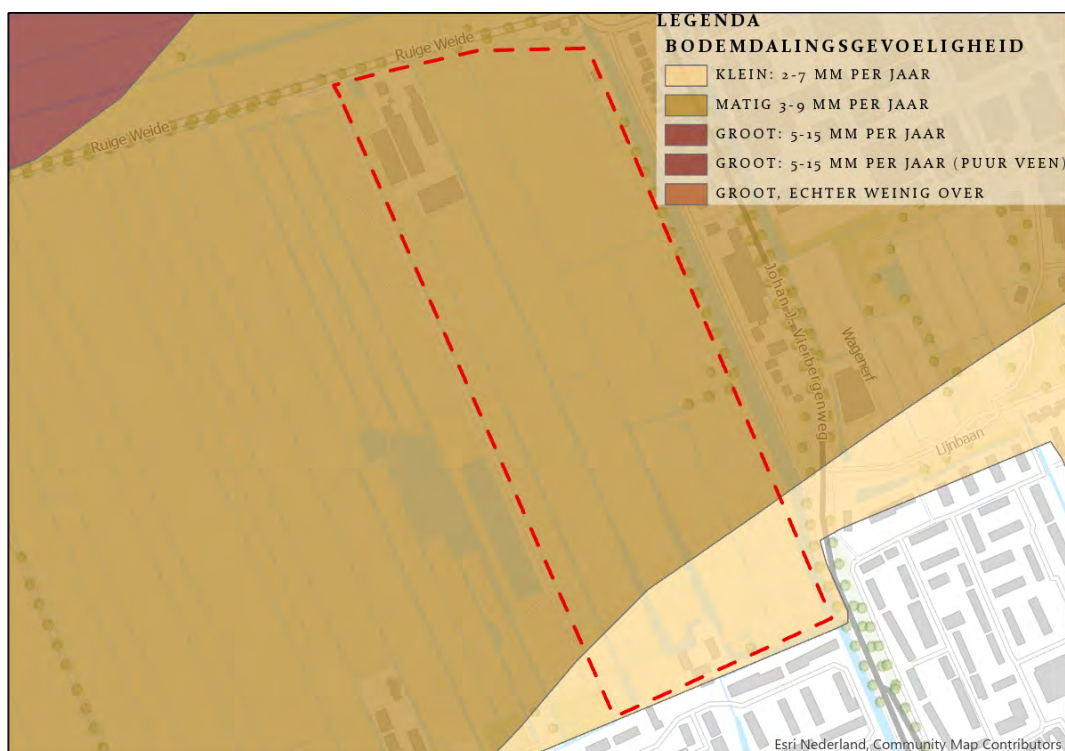 LEGENDA
BODEMDALINGSGEVOELIGHEID
KLEIN: 2-7 MM PER JAAR
MATIG 3-9 MM PER JAAR
GROOT: 5-15 MM PER JAAR
GROOT: 5-15 MM PER JAAR (PUUR VEEN)
GROOT, ECHTER WEINIG OVER
Ruige Weide
Ruige Weide
Johan J. Vierbergenweg
Wagenerf
Lijnbaan
Esri Nederland, Community Map Contributors